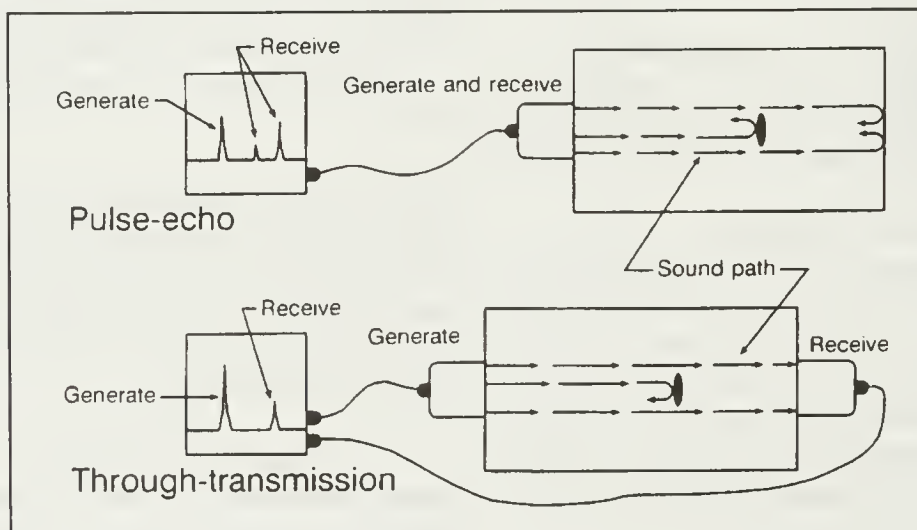 Receive
Generate
Generate and receive
Pulse-echo
Sound path
Receive
Generate
Receive
Generate
Through-transmission